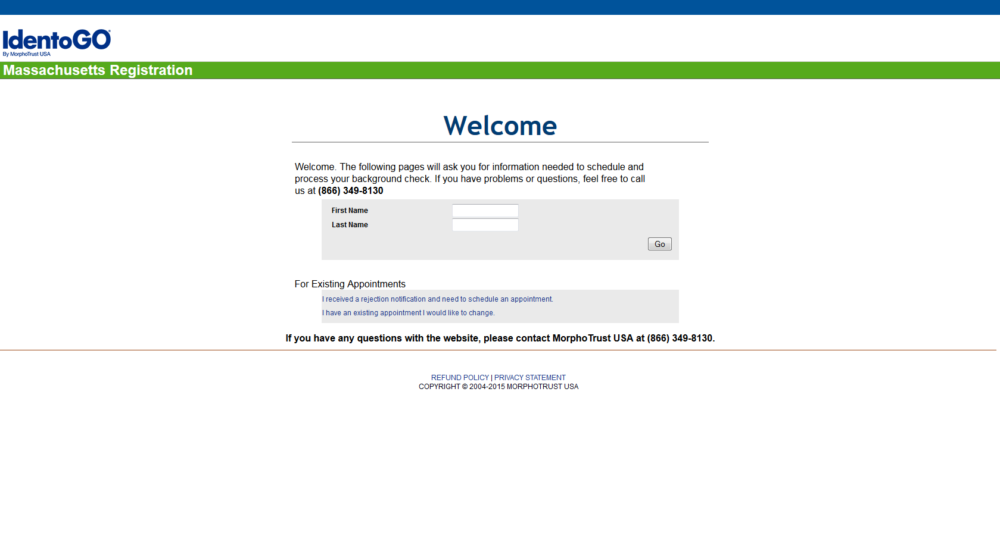 IdentoGO®
By MorphoTrust USA
Massachusetts Registration
Welcome
Welcome. The following pages will ask you for information needed to schedule and
process your background check. If you have problems or questions, feel free to call
us at (866) 349-8130
First Name
Last Name
Go
For Existing Appointments
I received a rejection notification and need to schedule an appointment.
I have an existing appointment I would like to change.
If you have any questions with the website, please contact MorphoTrust USA at (866) 349-8130.
REFUND POLICY | PRIVACY STATEMENT
COPYRIGHT © 2004-2015 MORPHOTRUST USA